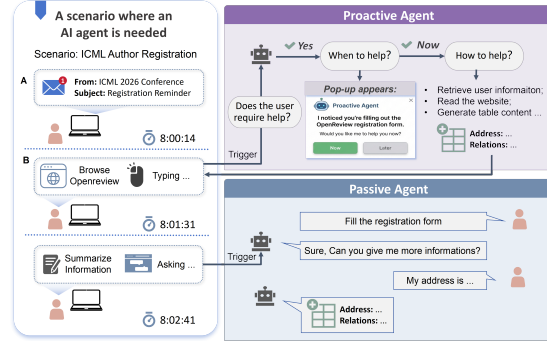 A scenario where an
AI agent is needed
Scenario: ICML Author Registration
A
From: ICML 2026 Conference
Subject: Registration Reminder
8:00:14
B
Browse
Openreview
Typing ...
8:01:31
Summarize
Information
Asking ...
8:02:41
Trigger
Trigger
Proactive Agent
Yes
When to help?
Now
How to help?
Does the user
require help?
Pop-up appears:
Proactive Agent
I noticed you're filling out the
OpenReview registration form.
Would you like me to help you now?
Now
Later
• Retrieve user informaiton;
• Read the website;
• Generate table content ...
Address: ...
Relations: ...
Passive Agent
Fill the registration form
Sure, Can you give me more informations?
My address is ...
Address: ...
Relations: ...